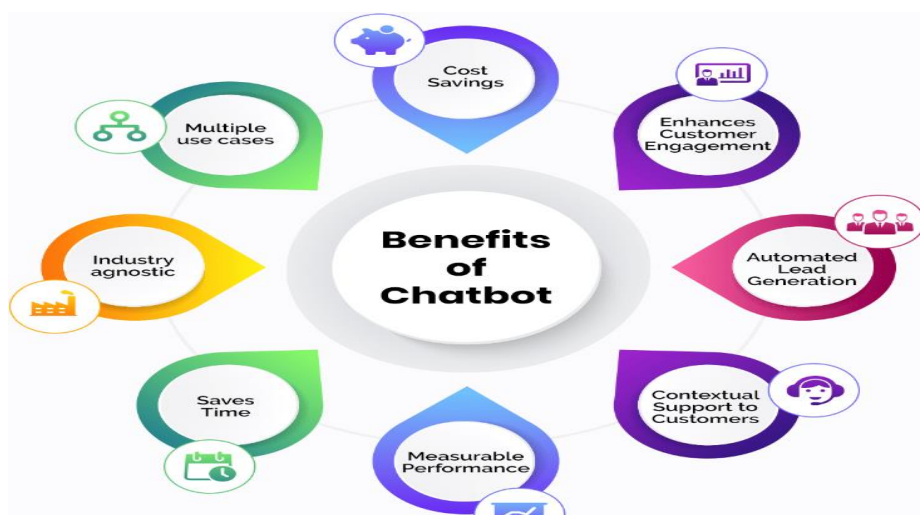 Benefits
of
Chatbot
Cost
Savings
Enhances
Customer
Engagement
Automated
Lead
Generation
Contextual
Support to
Customers
Measurable
Performance
Saves
Time
Industry
agnostic
Multiple
use cases